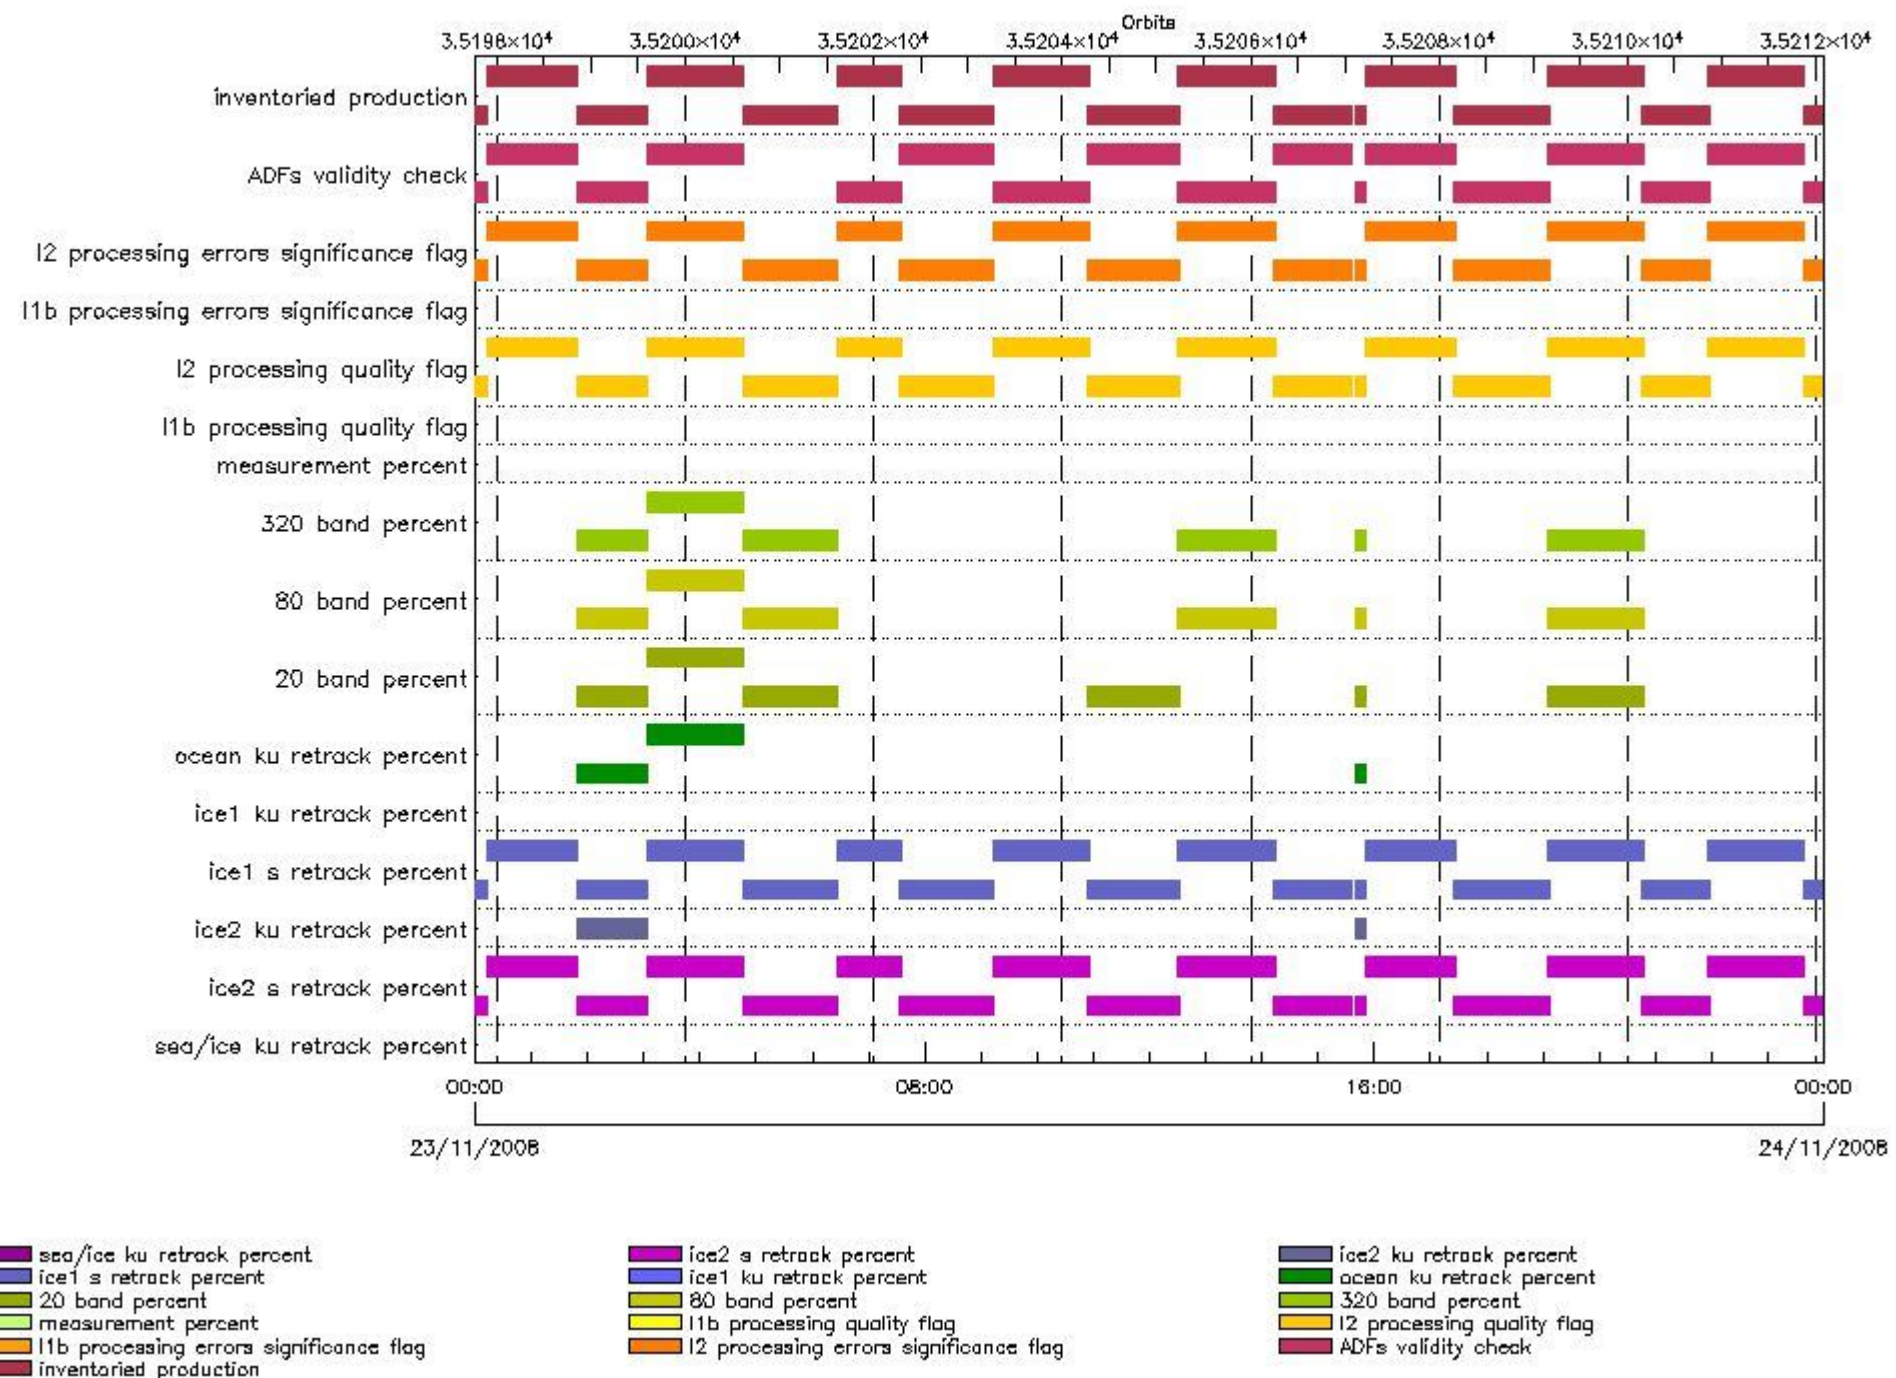 Orbits
3.5198×10⁴ 3.5200×10⁴ 3.5202×10⁴ 3.5204×10⁴ 3.5206×10⁴ 3.5208×10⁴ 3.5210×10⁴ 3.5212×10⁴
inventoried production
ADFs validity check
l2 processing errors significance flag
l1b processing errors significance flag
l2 processing quality flag
l1b processing quality flag
measurement percent
320 band percent
80 band percent
20 band percent
ocean ku retrack percent
ice1 ku retrack percent
ice1 s retrack percent
ice2 ku retrack percent
ice2 s retrack percent
sea/ice ku retrack percent
00:00 08:00 16:00 00:00
23/11/2008 24/11/2008
sea/ice ku retrack percent ice2 s retrack percent ice2 ku retrack percent
ice1 s retrack percent ice1 ku retrack percent ocean ku retrack percent
20 band percent 80 band percent 320 band percent
measurement percent l1b processing quality flag l2 processing quality flag
l1b processing errors significance flag l2 processing errors significance flag ADFs validity check
inventoried production